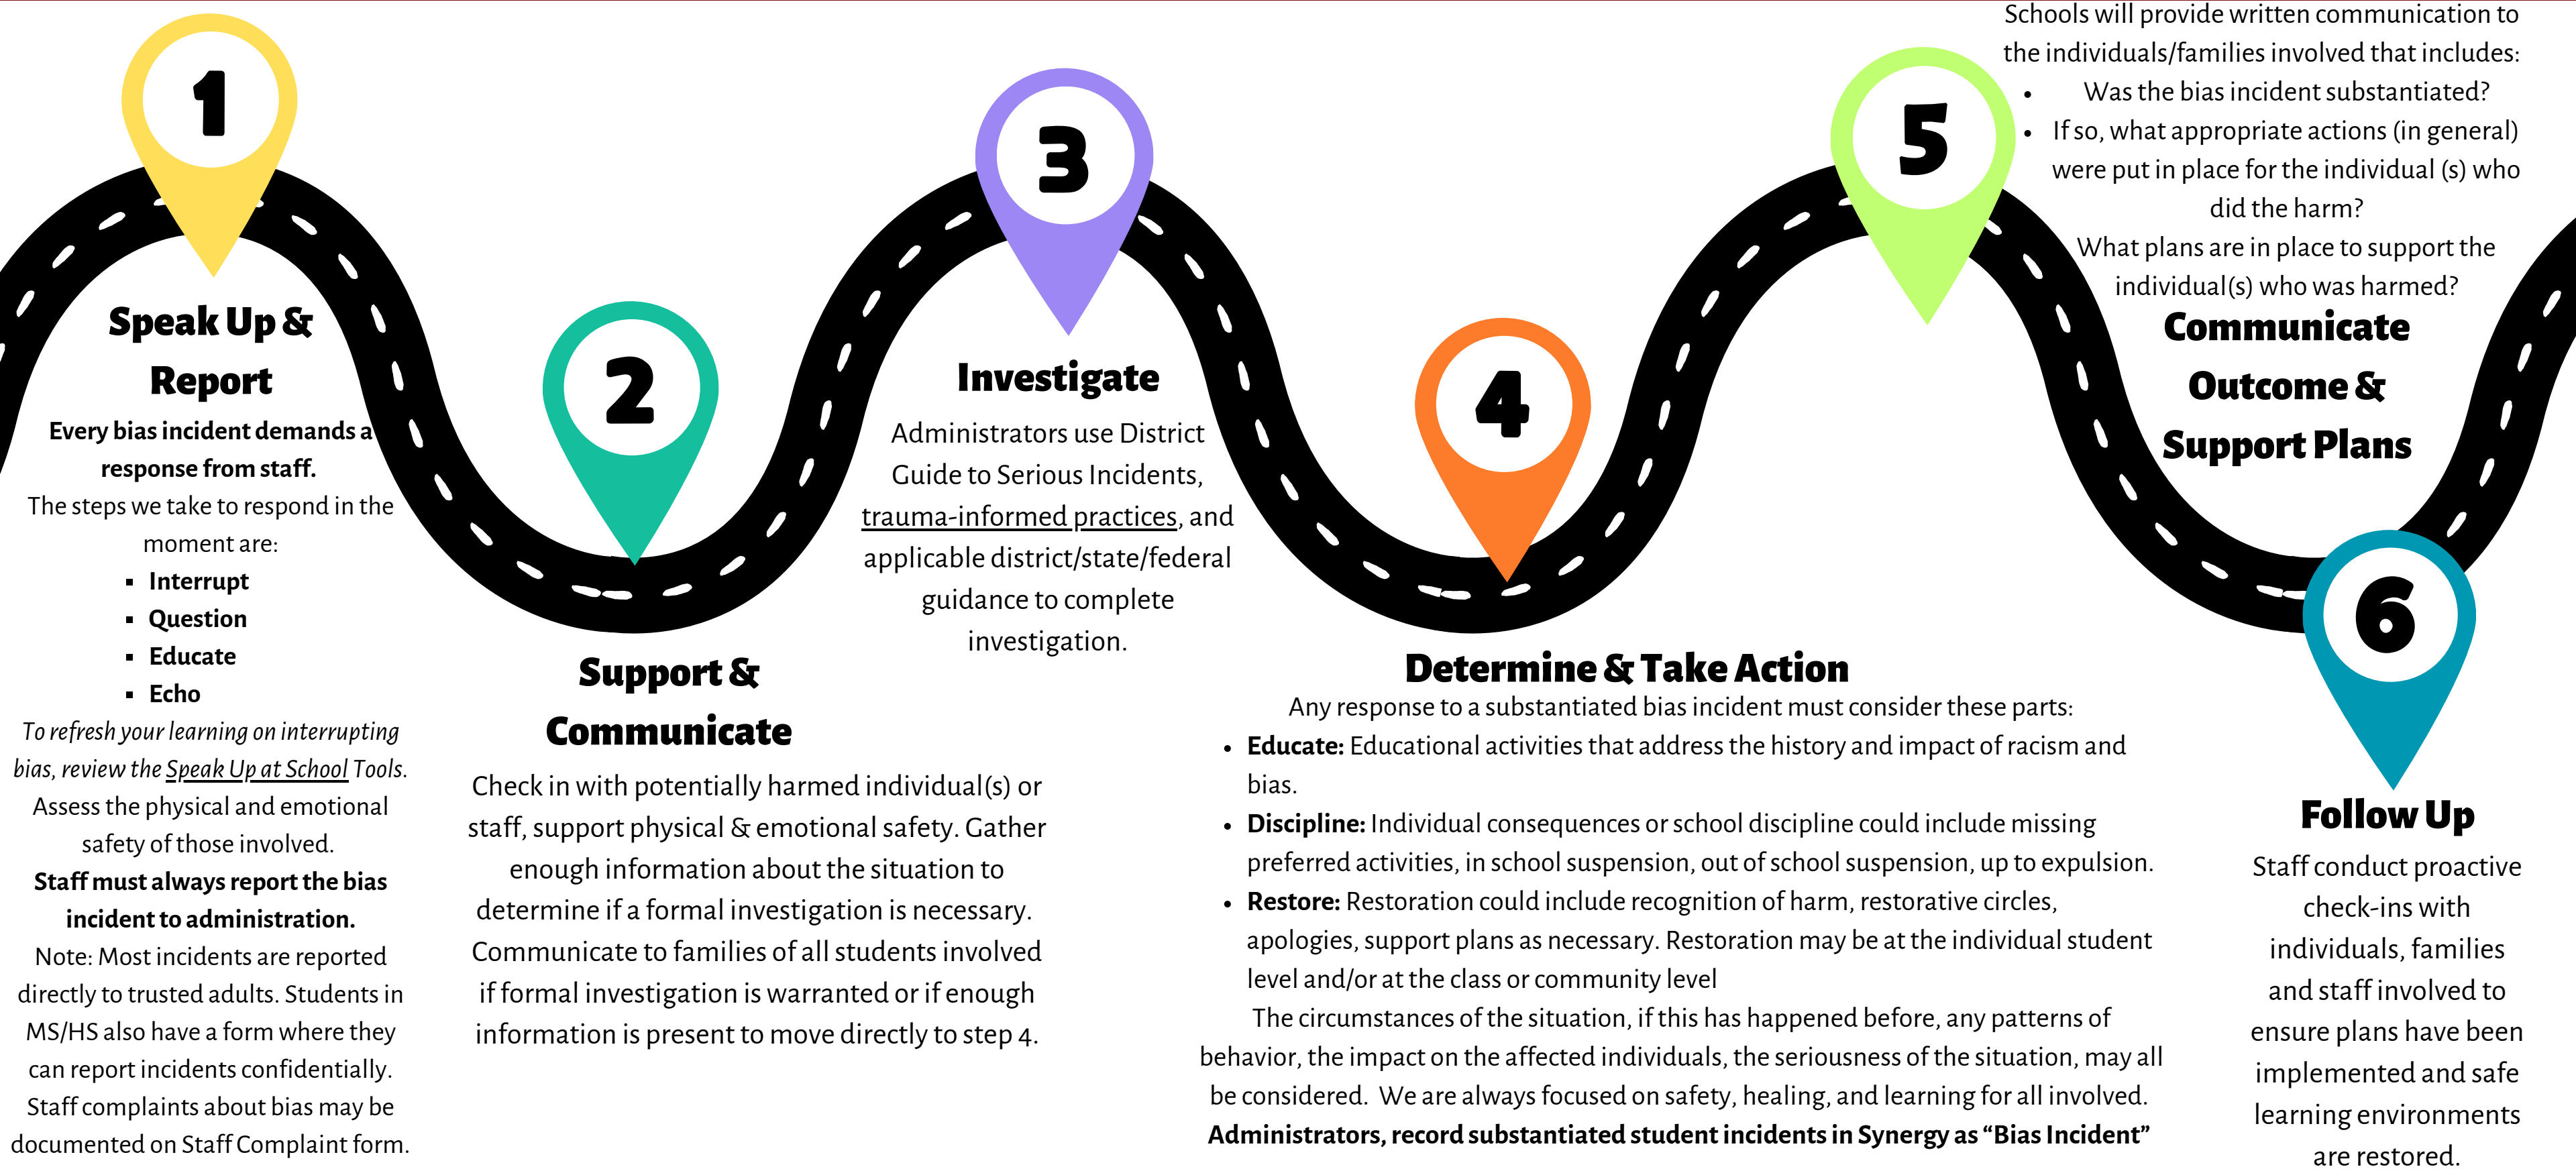 1
Speak Up &
Report
Every bias incident demands a
response from staff.
The steps we take to respond in the
moment are:
▪ Interrupt
▪ Question
▪ Educate
▪ Echo
To refresh your learning on interrupting
bias, review the Speak Up at School Tools.
Assess the physical and emotional
safety of those involved.
Staff must always report the bias
incident to administration.
Note: Most incidents are reported
directly to trusted adults. Students in
MS/HS also have a form where they
can report incidents confidentially.
Staff complaints about bias may be
documented on Staff Complaint form.
2
Support &
Communicate
Check in with potentially harmed individual(s) or
staff, support physical & emotional safety. Gather
enough information about the situation to
determine if a formal investigation is necessary.
Communicate to families of all students involved
if formal investigation is warranted or if enough
information is present to move directly to step 4.
3
Investigate
Administrators use District
Guide to Serious Incidents,
trauma-informed practices, and
applicable district/state/federal
guidance to complete
investigation.
4
Determine & Take Action
Any response to a substantiated bias incident must consider these parts:
• Educate: Educational activities that address the history and impact of racism and
bias.
• Discipline: Individual consequences or school discipline could include missing
preferred activities, in school suspension, out of school suspension, up to expulsion.
• Restore: Restoration could include recognition of harm, restorative circles,
apologies, support plans as necessary. Restoration may be at the individual student
level and/or at the class or community level
The circumstances of the situation, if this has happened before, any patterns of
behavior, the impact on the affected individuals, the seriousness of the situation, may all
be considered. We are always focused on safety, healing, and learning for all involved.
Administrators, record substantiated student incidents in Synergy as “Bias Incident”
5
Schools will provide written communication to
the individuals/families involved that includes:
• Was the bias incident substantiated?
• If so, what appropriate actions (in general)
were put in place for the individual (s) who
did the harm?
What plans are in place to support the
individual(s) who was harmed?
Communicate
Outcome &
Support Plans
6
Follow Up
Staff conduct proactive
check-ins with
individuals, families
and staff involved to
ensure plans have been
implemented and safe
learning environments
are restored.